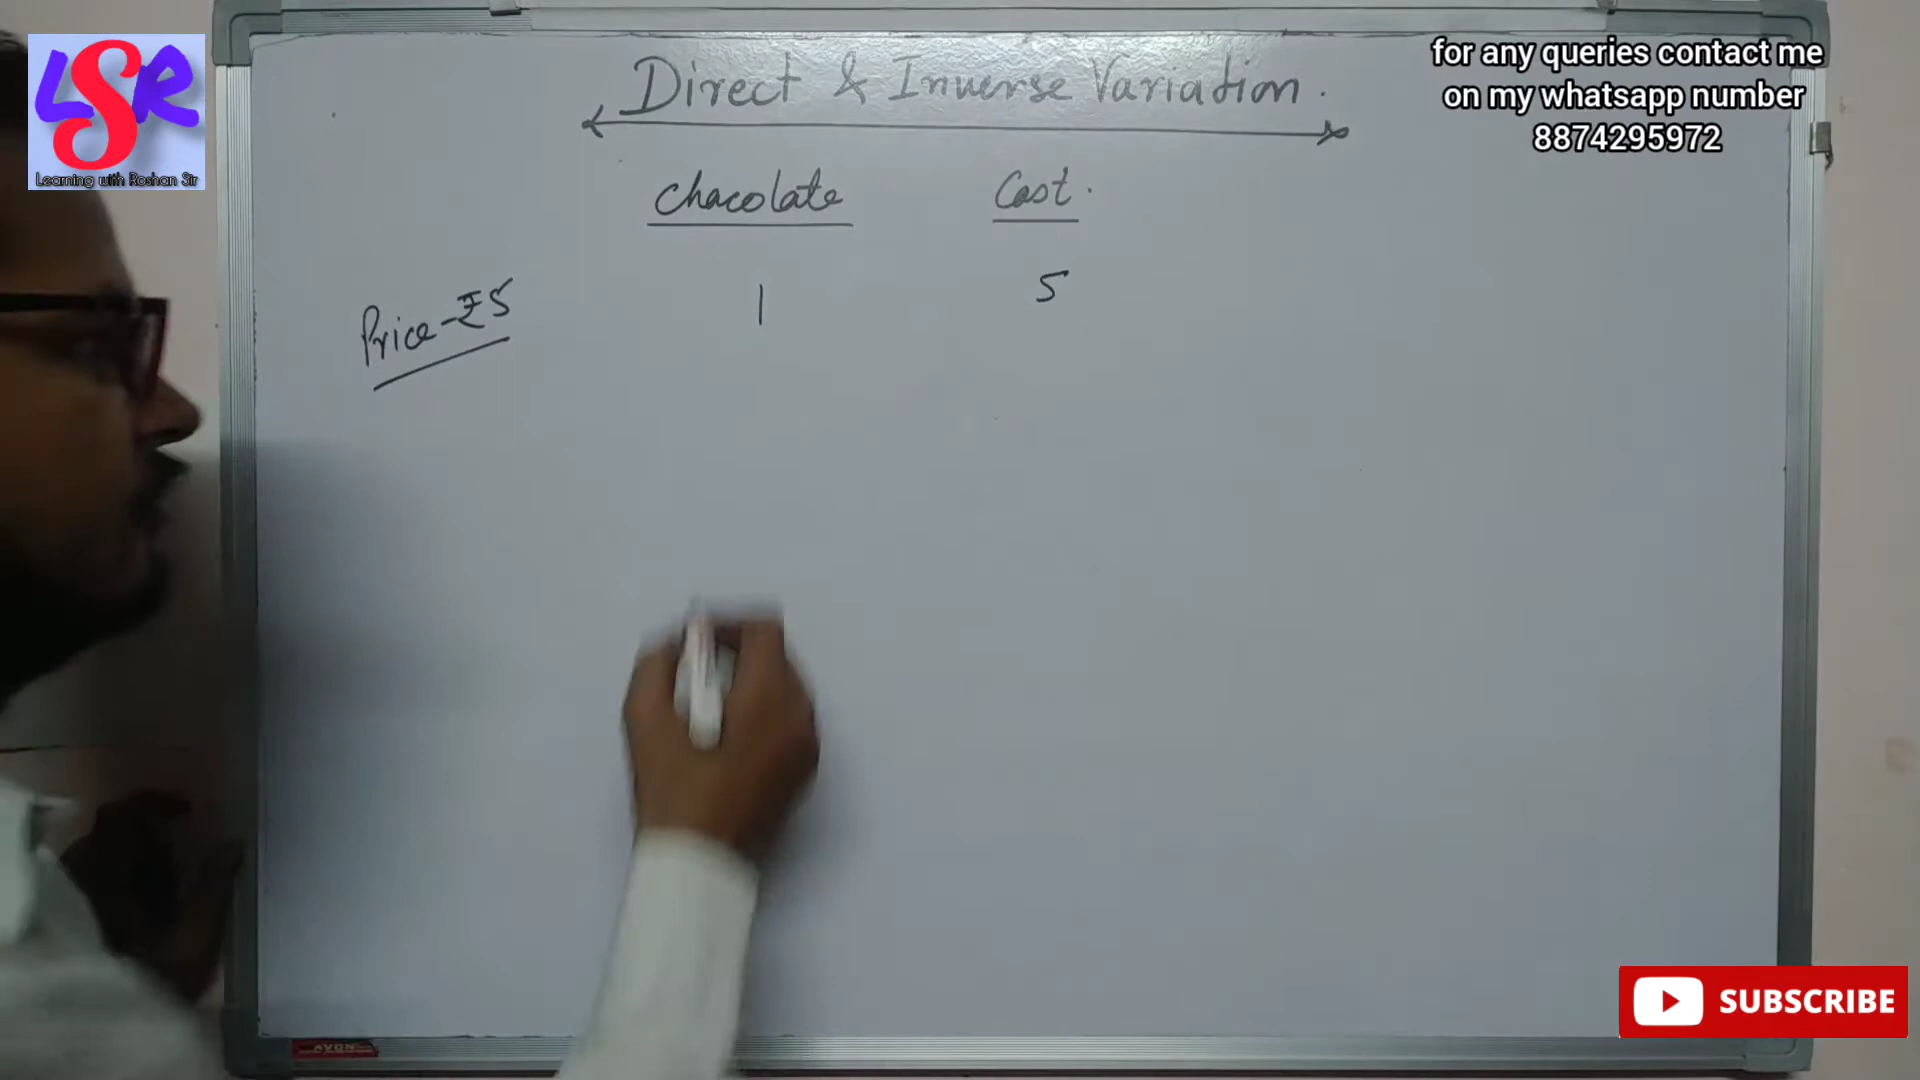 LSR
Learning with Roshan Sir
for any queries contact me
on my whatsapp number
8874295972
Direct & Inverse Variation.
Chacolate Cost.
Price-₹5 1 5
AVON
SUBSCRIBE